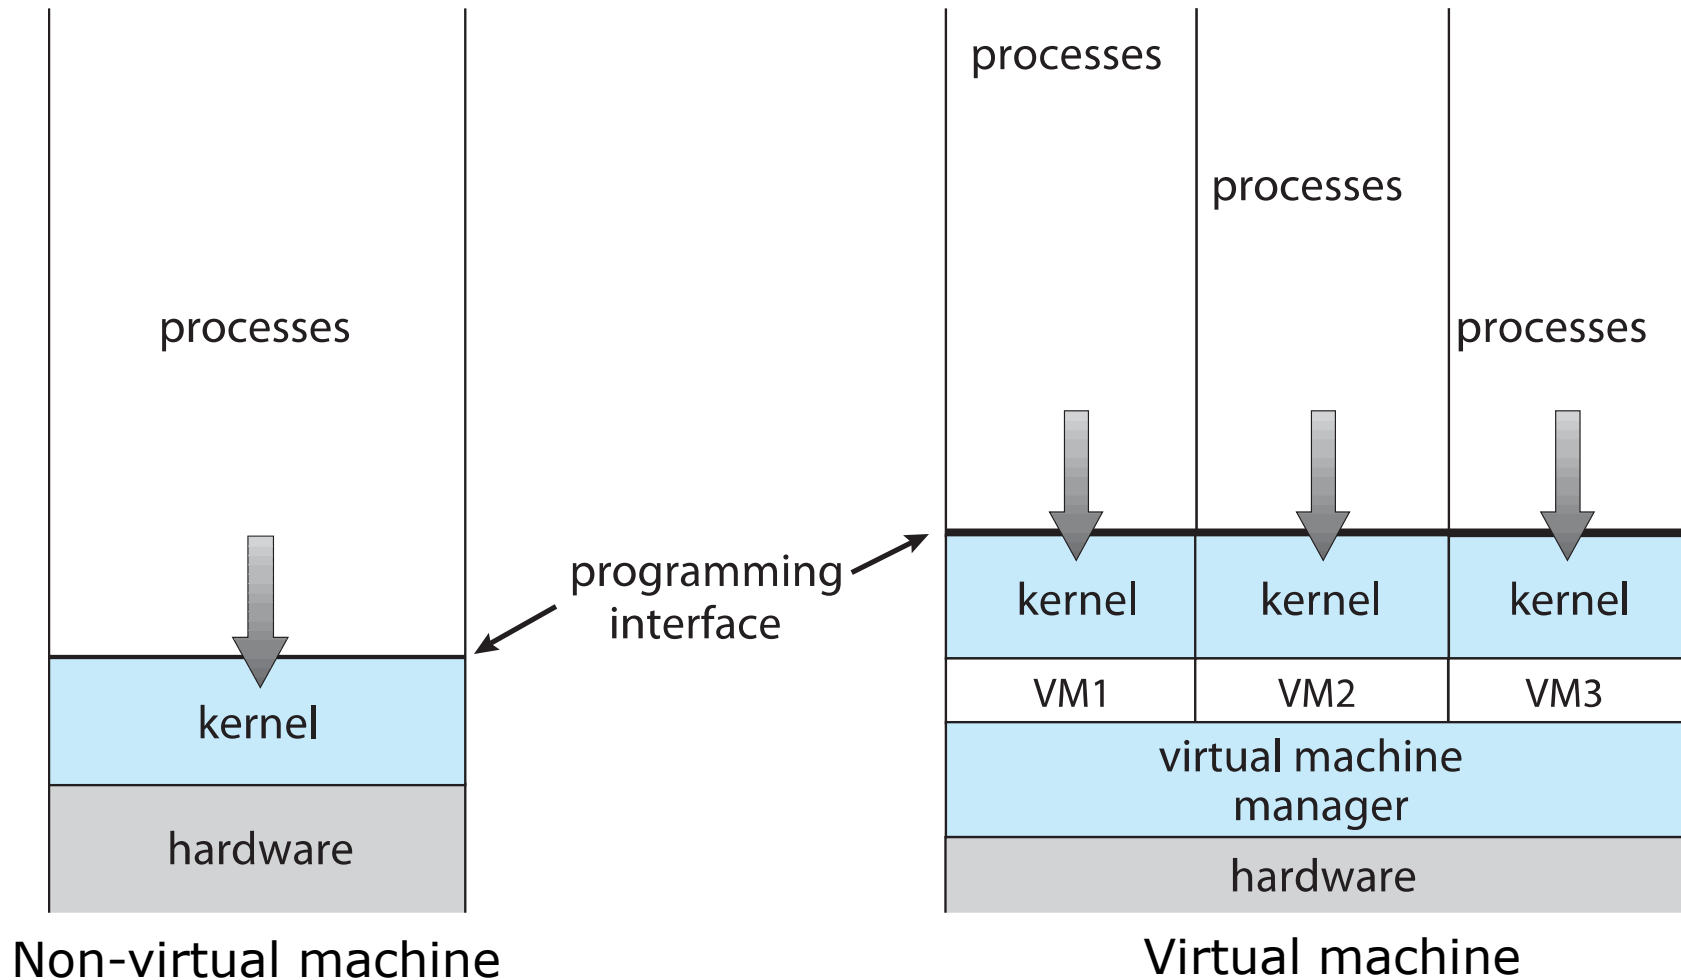 processes
kernel
hardware
Non-virtual machine
programming
interface
processes
processes
processes
kernel
kernel
kernel
VM1
VM2
VM3
virtual machine
manager
hardware
Virtual machine